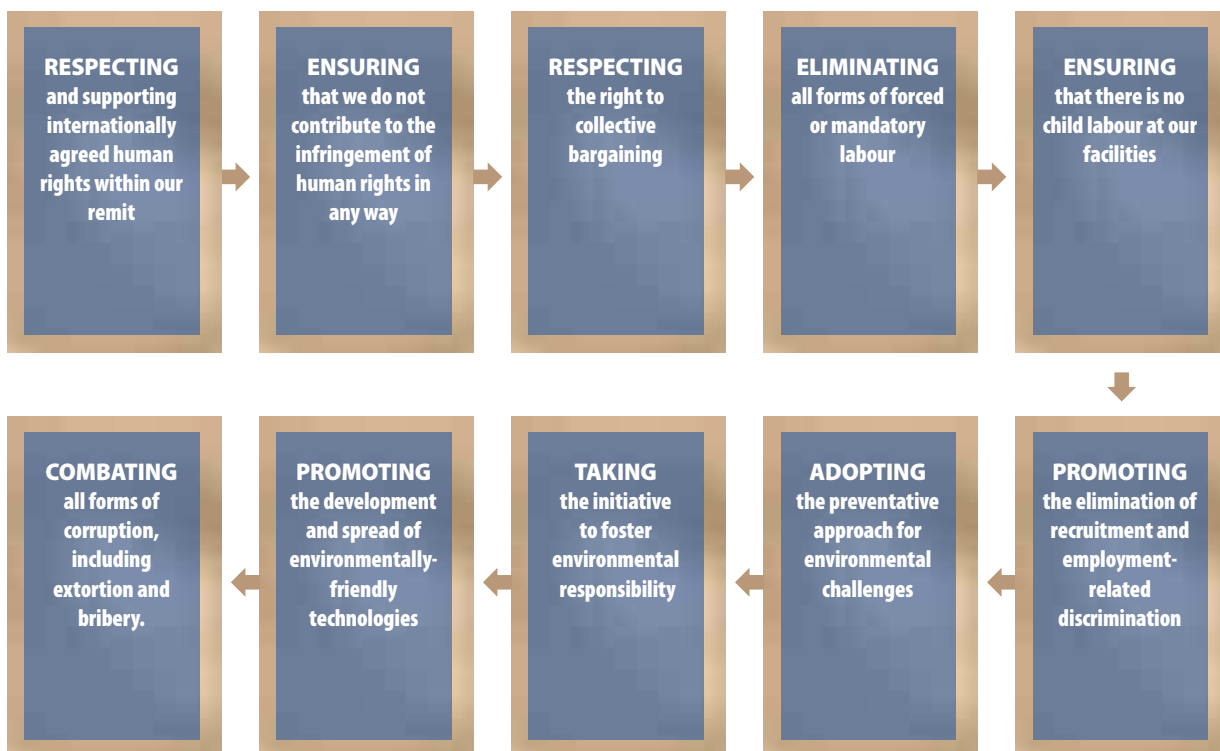 RESPECTING
and supporting
internationally
agreed human
rights within our
remit
ENSURING
that we do not
contribute to the
infringement of
human rights in
any way
RESPECTING
the right to
collective
bargaining
ELIMINATING
all forms of forced
or mandatory
labour
ENSURING
that there is no
child labour at our
facilities
PROMOTING
the elimination of
recruitment and
employment-
related
discrimination
ADOPTING
the preventative
approach for
environmental
challenges
TAKING
the initiative
to foster
environmental
responsibility
PROMOTING
the development
and spread of
environmentally-
friendly
technologies
COMBATING
all forms of
corruption,
including
extortion and
bribery.